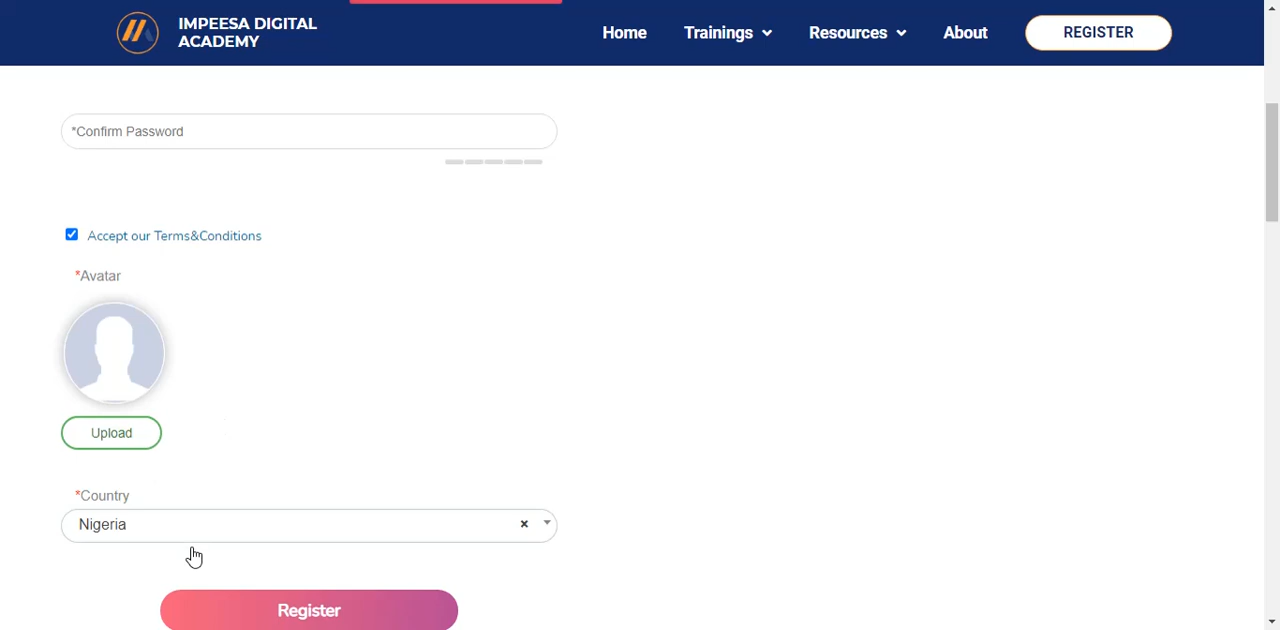 IMPEESA DIGITAL
ACADEMY
Home
Trainings
Resources
About
REGISTER
*Confirm Password
Accept our Terms&Conditions
*Avatar
Upload
*Country
Nigeria
×
Register